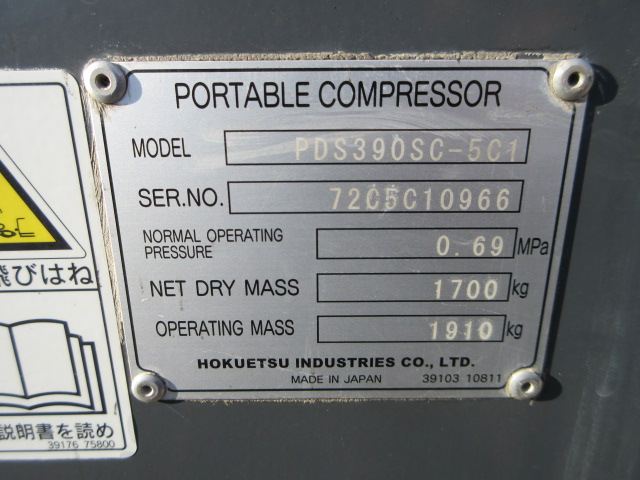 PORTABLE COMPRESSOR
MODEL PDS390SC-5C1
SER.NO. 72C5C10966
NORMAL OPERATING
PRESSURE 0.69 MPa
NET DRY MASS 1700 kg
OPERATING MASS 1910 kg
HOKUETSU INDUSTRIES CO., LTD.
MADE IN JAPAN 39103 10811
飛びはね
説明書を読め
39176 75800